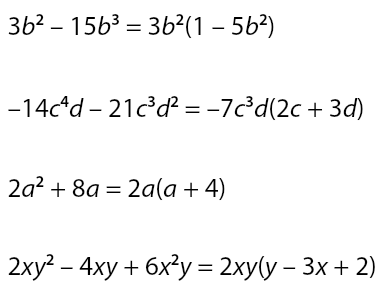 3b² – 15b³ = 3b²(1 – 5b²)
–14c⁴d – 21c³d² = –7c³d(2c + 3d)
2a² + 8a = 2a(a + 4)
2xy² – 4xy + 6x²y = 2xy(y – 3x + 2)